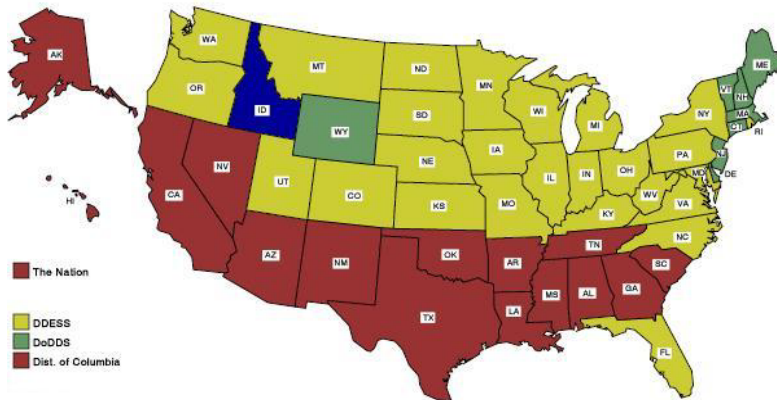 AK
WA
MT
ND
MN
ME
VT
NH
OR
ID
SD
WI
NY
MA
CT
RI
WY
MI
IA
PA
NJ
NE
NV
OH
MD
DE
UT
IL
IN
WV
CA
CO
VA
KS
MO
KY
HI
NC
TN
AZ
NM
OK
AR
SC
The Nation
MS
AL
GA
TX
LA
DDESS
DoDDS
FL
Dist. of Columbia